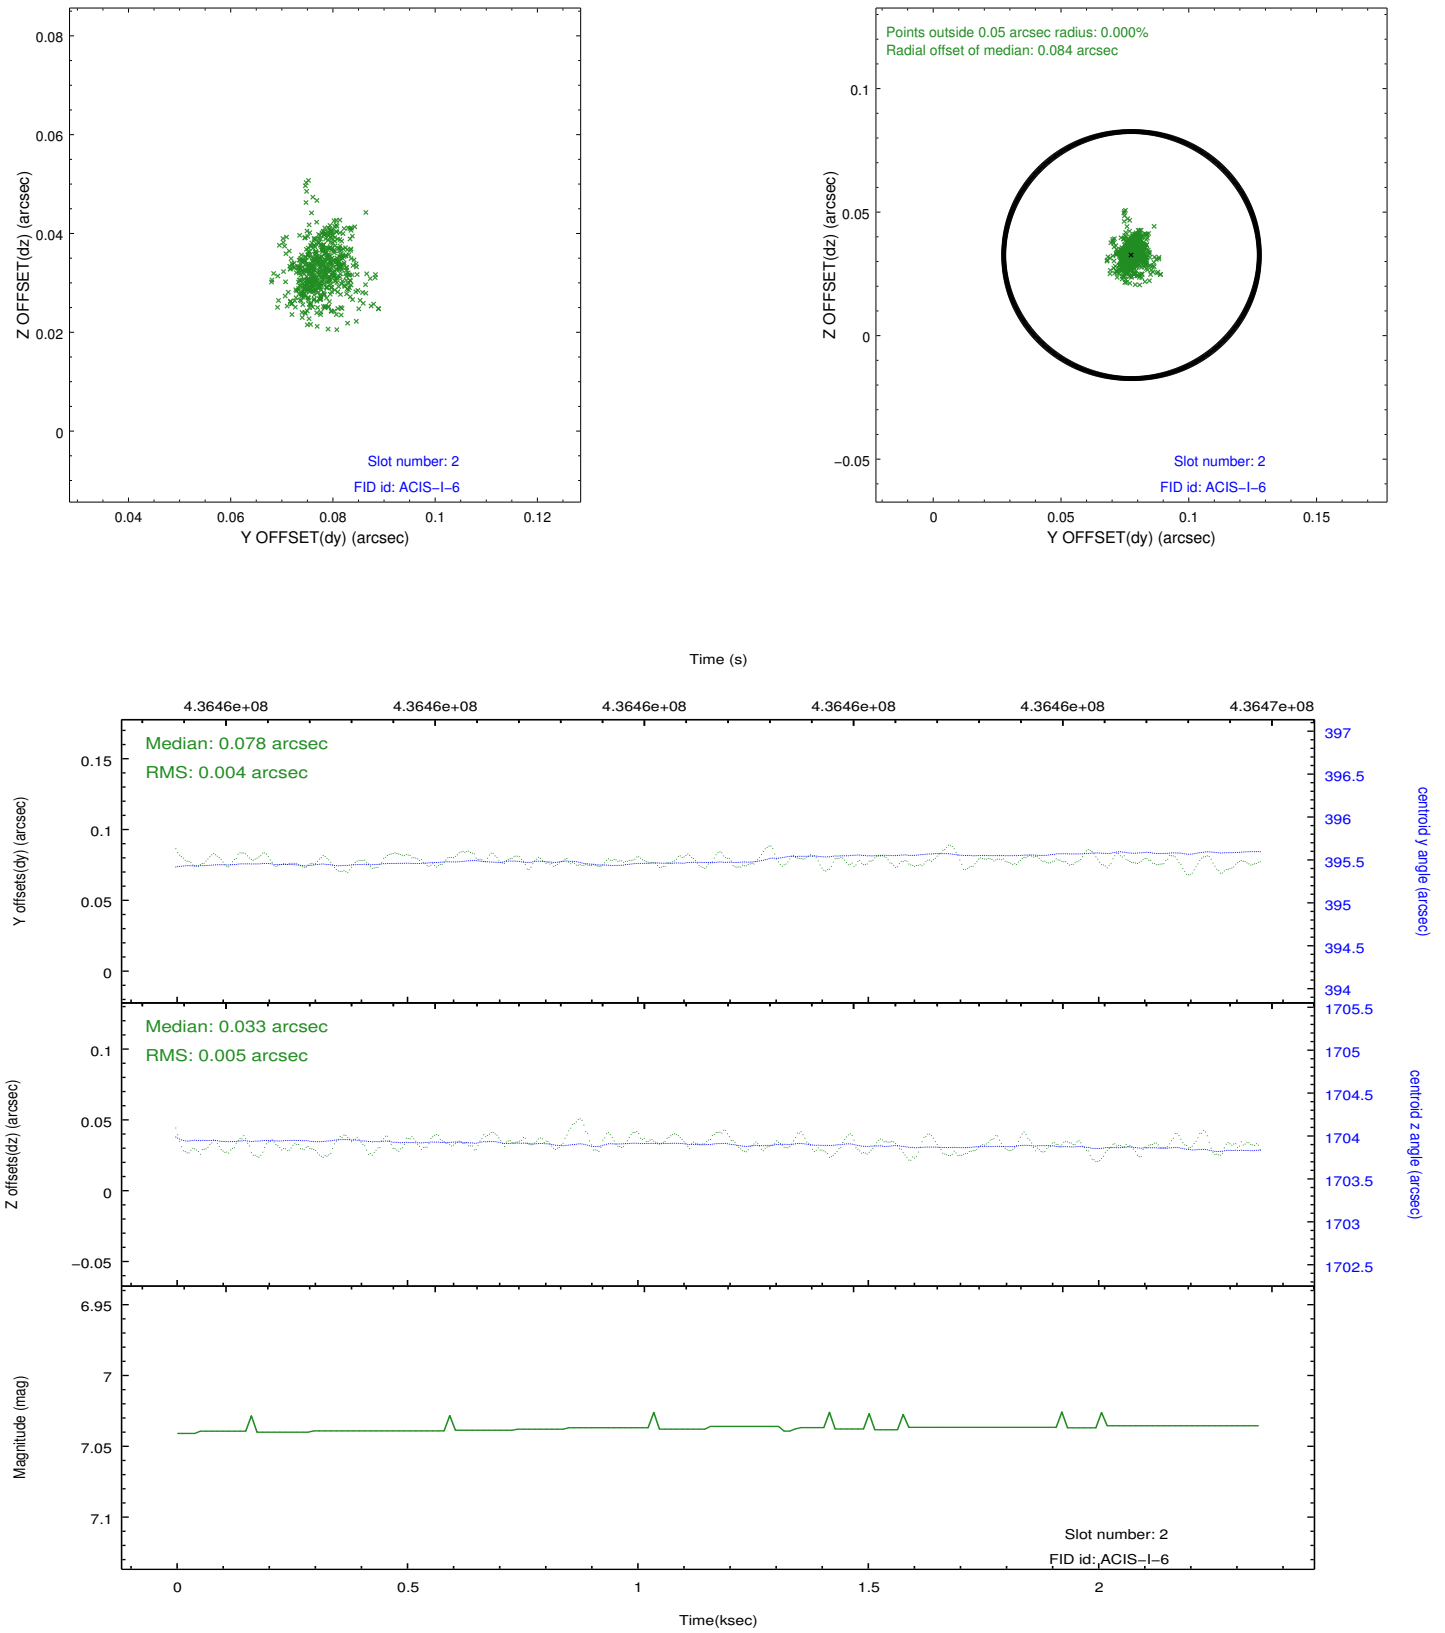 0.08
0.06
0.04
0.02
0
Z OFFSET(dz) (arcsec)
Slot number: 2
FID id: ACIS−I−6
0.04 0.06 0.08 0.1 0.12
Y OFFSET(dy) (arcsec)
Points outside 0.05 arcsec radius: 0.000%
Radial offset of median: 0.084 arcsec
0.1
0.05
0
−0.05
Z OFFSET(dz) (arcsec)
Slot number: 2
FID id: ACIS−I−6
0 0.05 0.1 0.15
Y OFFSET(dy) (arcsec)
Time (s)
4.3646e+08 4.3646e+08 4.3646e+08 4.3646e+08 4.3646e+08 4.3647e+08
Median: 0.078 arcsec
RMS: 0.004 arcsec
0.15
0.1
0.05
0
Y offsets(dy) (arcsec)
397
396.5
396
395.5
395
394.5
394
centroid y angle (arcsec)
Median: 0.033 arcsec
RMS: 0.005 arcsec
0.1
0.05
0
−0.05
Z offsets(dz) (arcsec)
1705.5
1705
1704.5
1704
1703.5
1703
1702.5
centroid z angle (arcsec)
6.95
7
7.05
7.1
Magnitude (mag)
Slot number: 2
FID id: ACIS−I−6
0 0.5 1 1.5 2
Time(ksec)